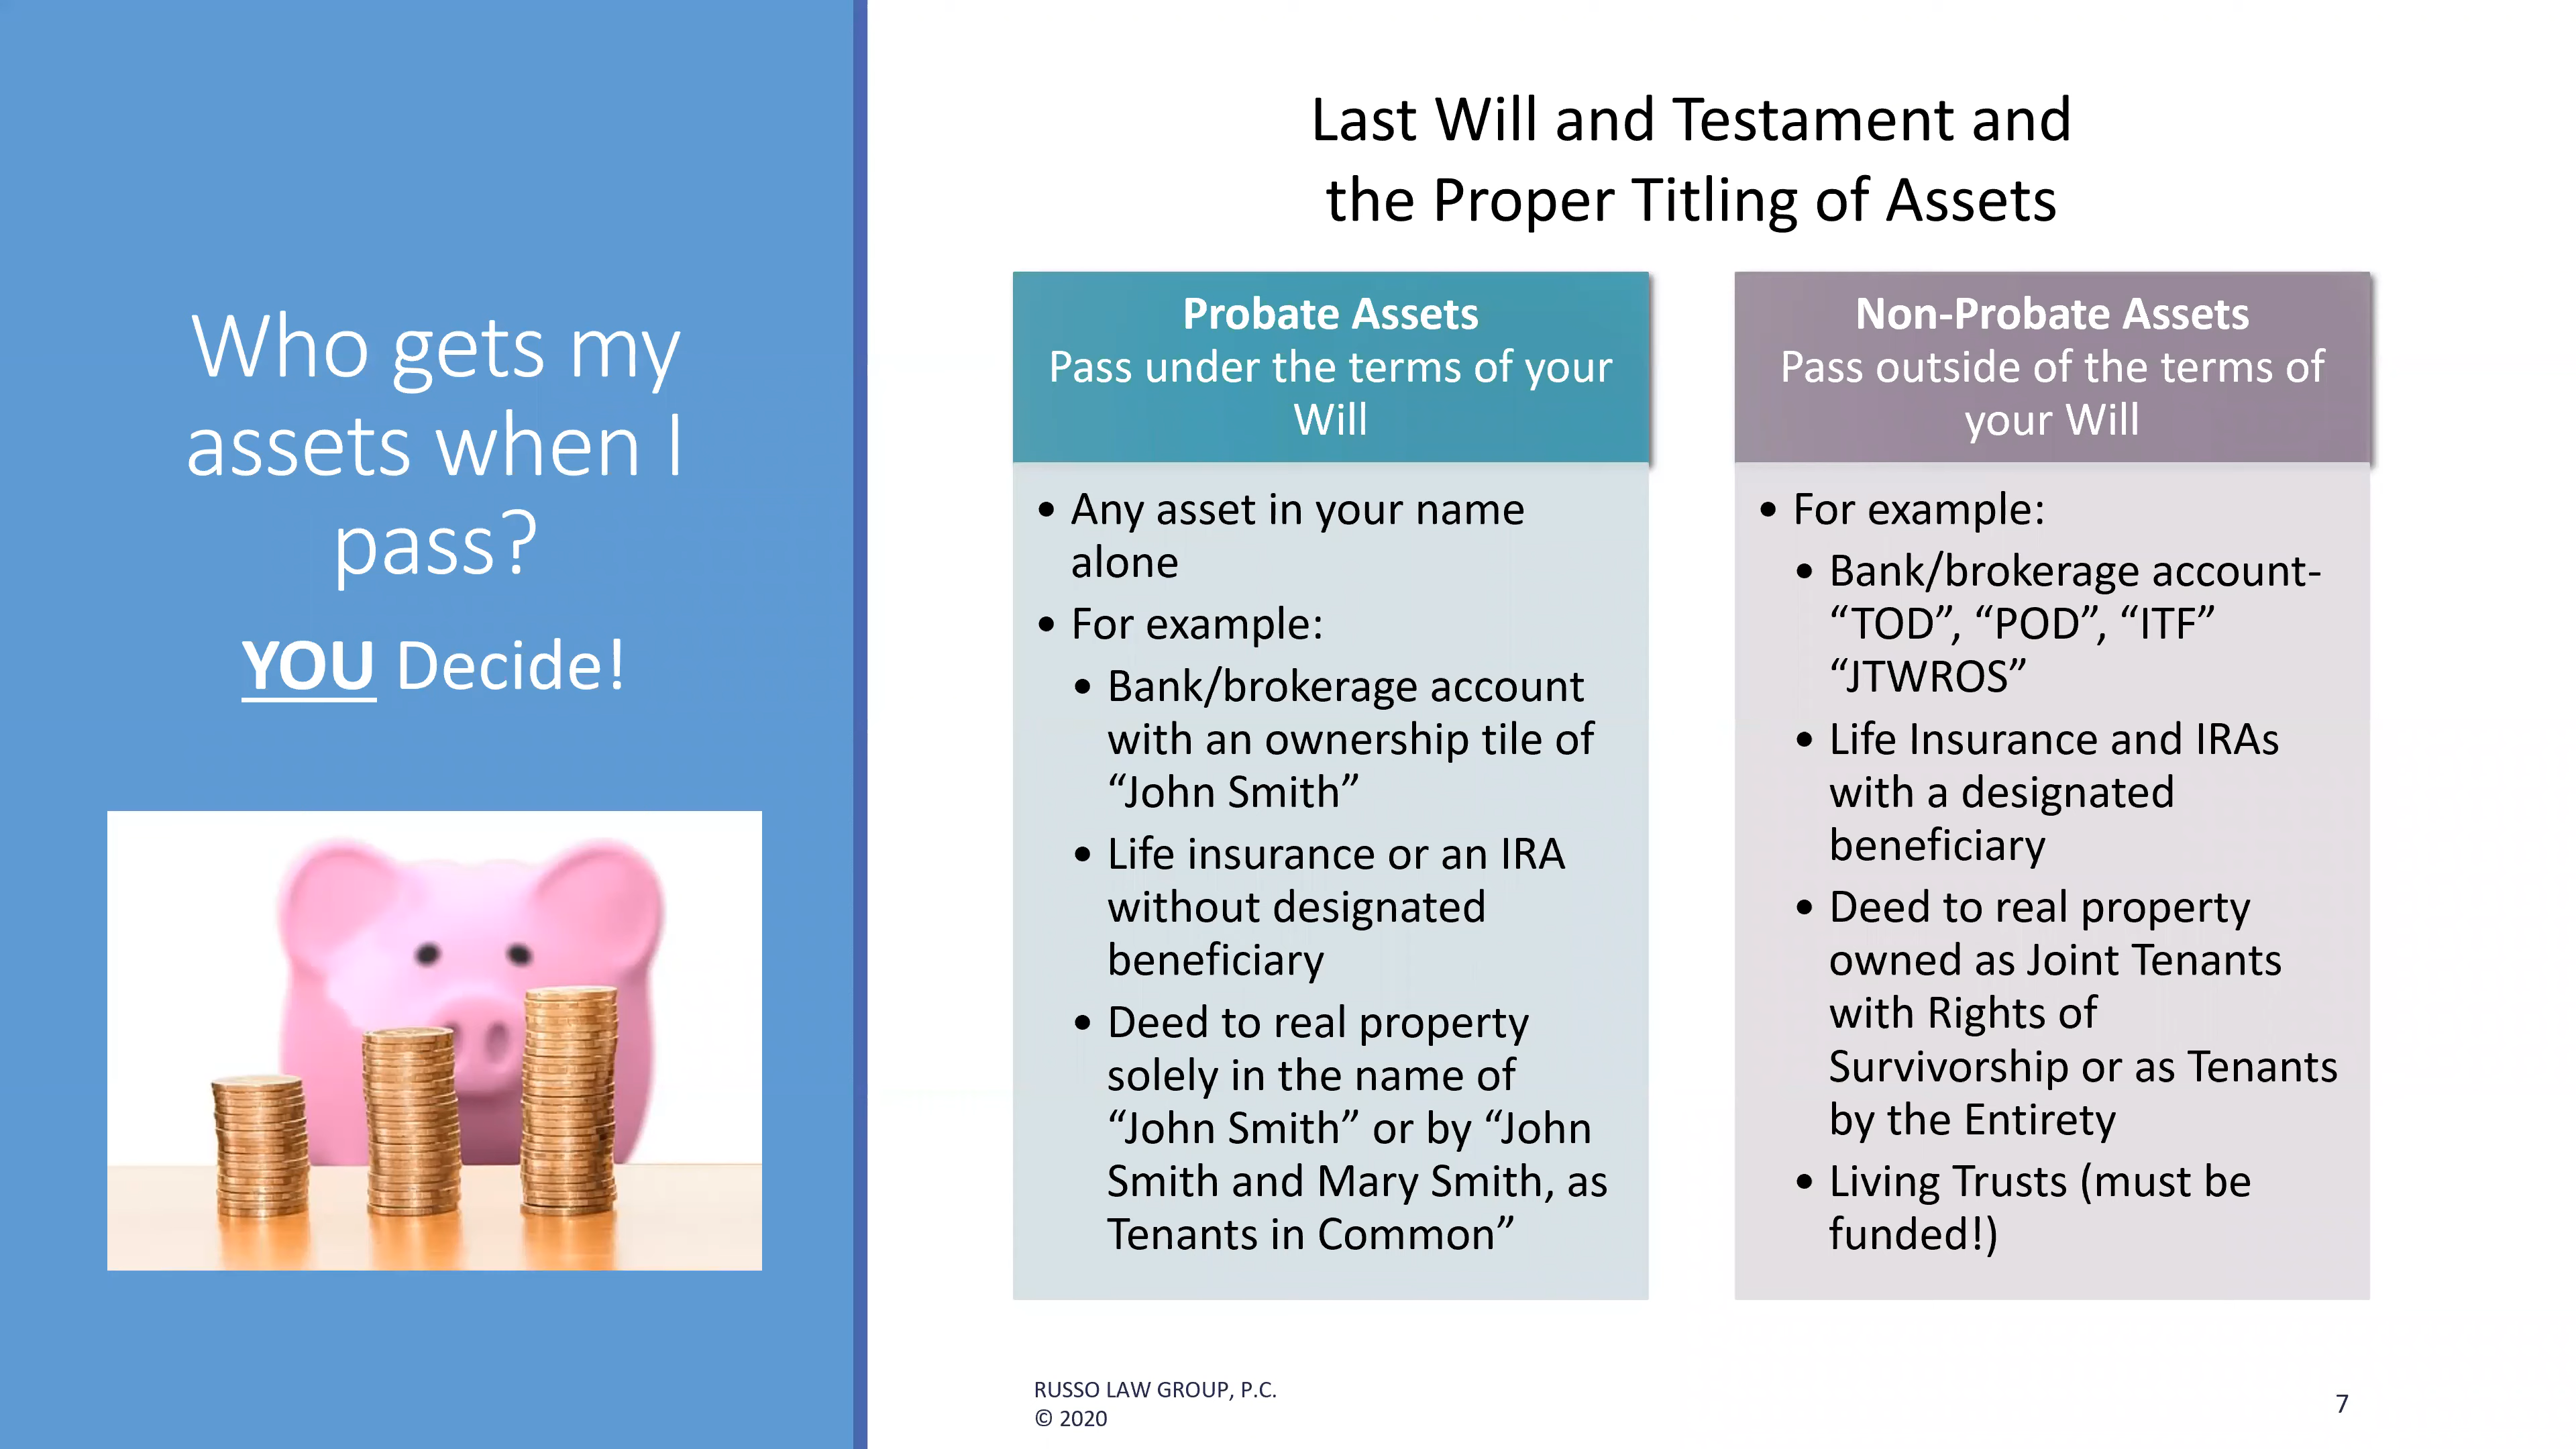 Who gets my
assets when I
pass?
YOU Decide!
Last Will and Testament and
the Proper Titling of Assets
Probate Assets
Pass under the terms of your
Will
• Any asset in your name
alone
• For example:
• Bank/brokerage account
with an ownership tile of
“John Smith”
• Life insurance or an IRA
without designated
beneficiary
• Deed to real property
solely in the name of
“John Smith” or by “John
Smith and Mary Smith, as
Tenants in Common”
Non-Probate Assets
Pass outside of the terms of
your Will
• For example:
• Bank/brokerage account-
“TOD”, “POD”, “ITF”
“JTWROS”
• Life Insurance and IRAs
with a designated
beneficiary
• Deed to real property
owned as Joint Tenants
with Rights of
Survivorship or as Tenants
by the Entirety
• Living Trusts (must be
funded!)
RUSSO LAW GROUP, P.C.
© 2020
7